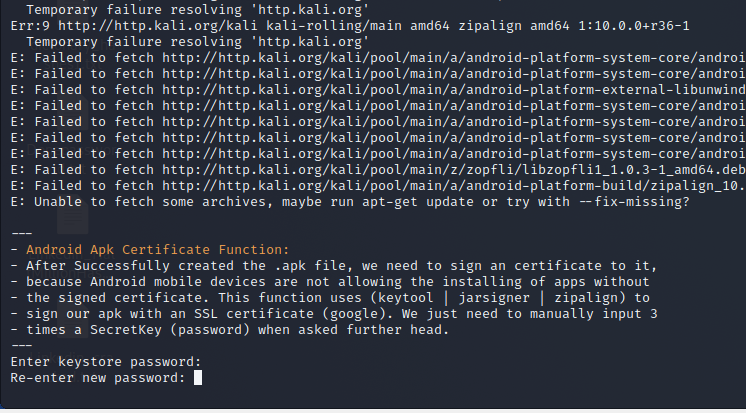 Temporary failure resolving 'http.kali.org'
Err:9 http://http.kali.org/kali kali-rolling/main amd64 zipalign amd64 1:10.0.0+r36-1
Temporary failure resolving 'http.kali.org'
E: Failed to fetch http://http.kali.org/kali/pool/main/a/android-platform-system-core/androi
E: Failed to fetch http://http.kali.org/kali/pool/main/a/android-platform-system-core/androi
E: Failed to fetch http://http.kali.org/kali/pool/main/a/android-platform-external-libunwind
E: Failed to fetch http://http.kali.org/kali/pool/main/a/android-platform-system-core/androi
E: Failed to fetch http://http.kali.org/kali/pool/main/a/android-platform-system-core/androi
E: Failed to fetch http://http.kali.org/kali/pool/main/a/android-platform-system-core/androi
E: Failed to fetch http://http.kali.org/kali/pool/main/a/android-platform-system-core/androi
E: Failed to fetch http://http.kali.org/kali/pool/main/z/zopfli/libzopfli1_1.0.3-1_amd64.deb
E: Failed to fetch http://http.kali.org/kali/pool/main/a/android-platform-build/zipalign_10.
E: Unable to fetch some archives, maybe run apt-get update or try with --fix-missing?
---
- Android Apk Certificate Function:
- After Successfully created the .apk file, we need to sign an certificate to it,
- because Android mobile devices are not allowing the installing of apps without
- the signed certificate. This function uses (keytool | jarsigner | zipalign) to
- sign our apk with an SSL certificate (google). We just need to manually input 3
- times a SecretKey (password) when asked further head.
---
Enter keystore password:
Re-enter new password: